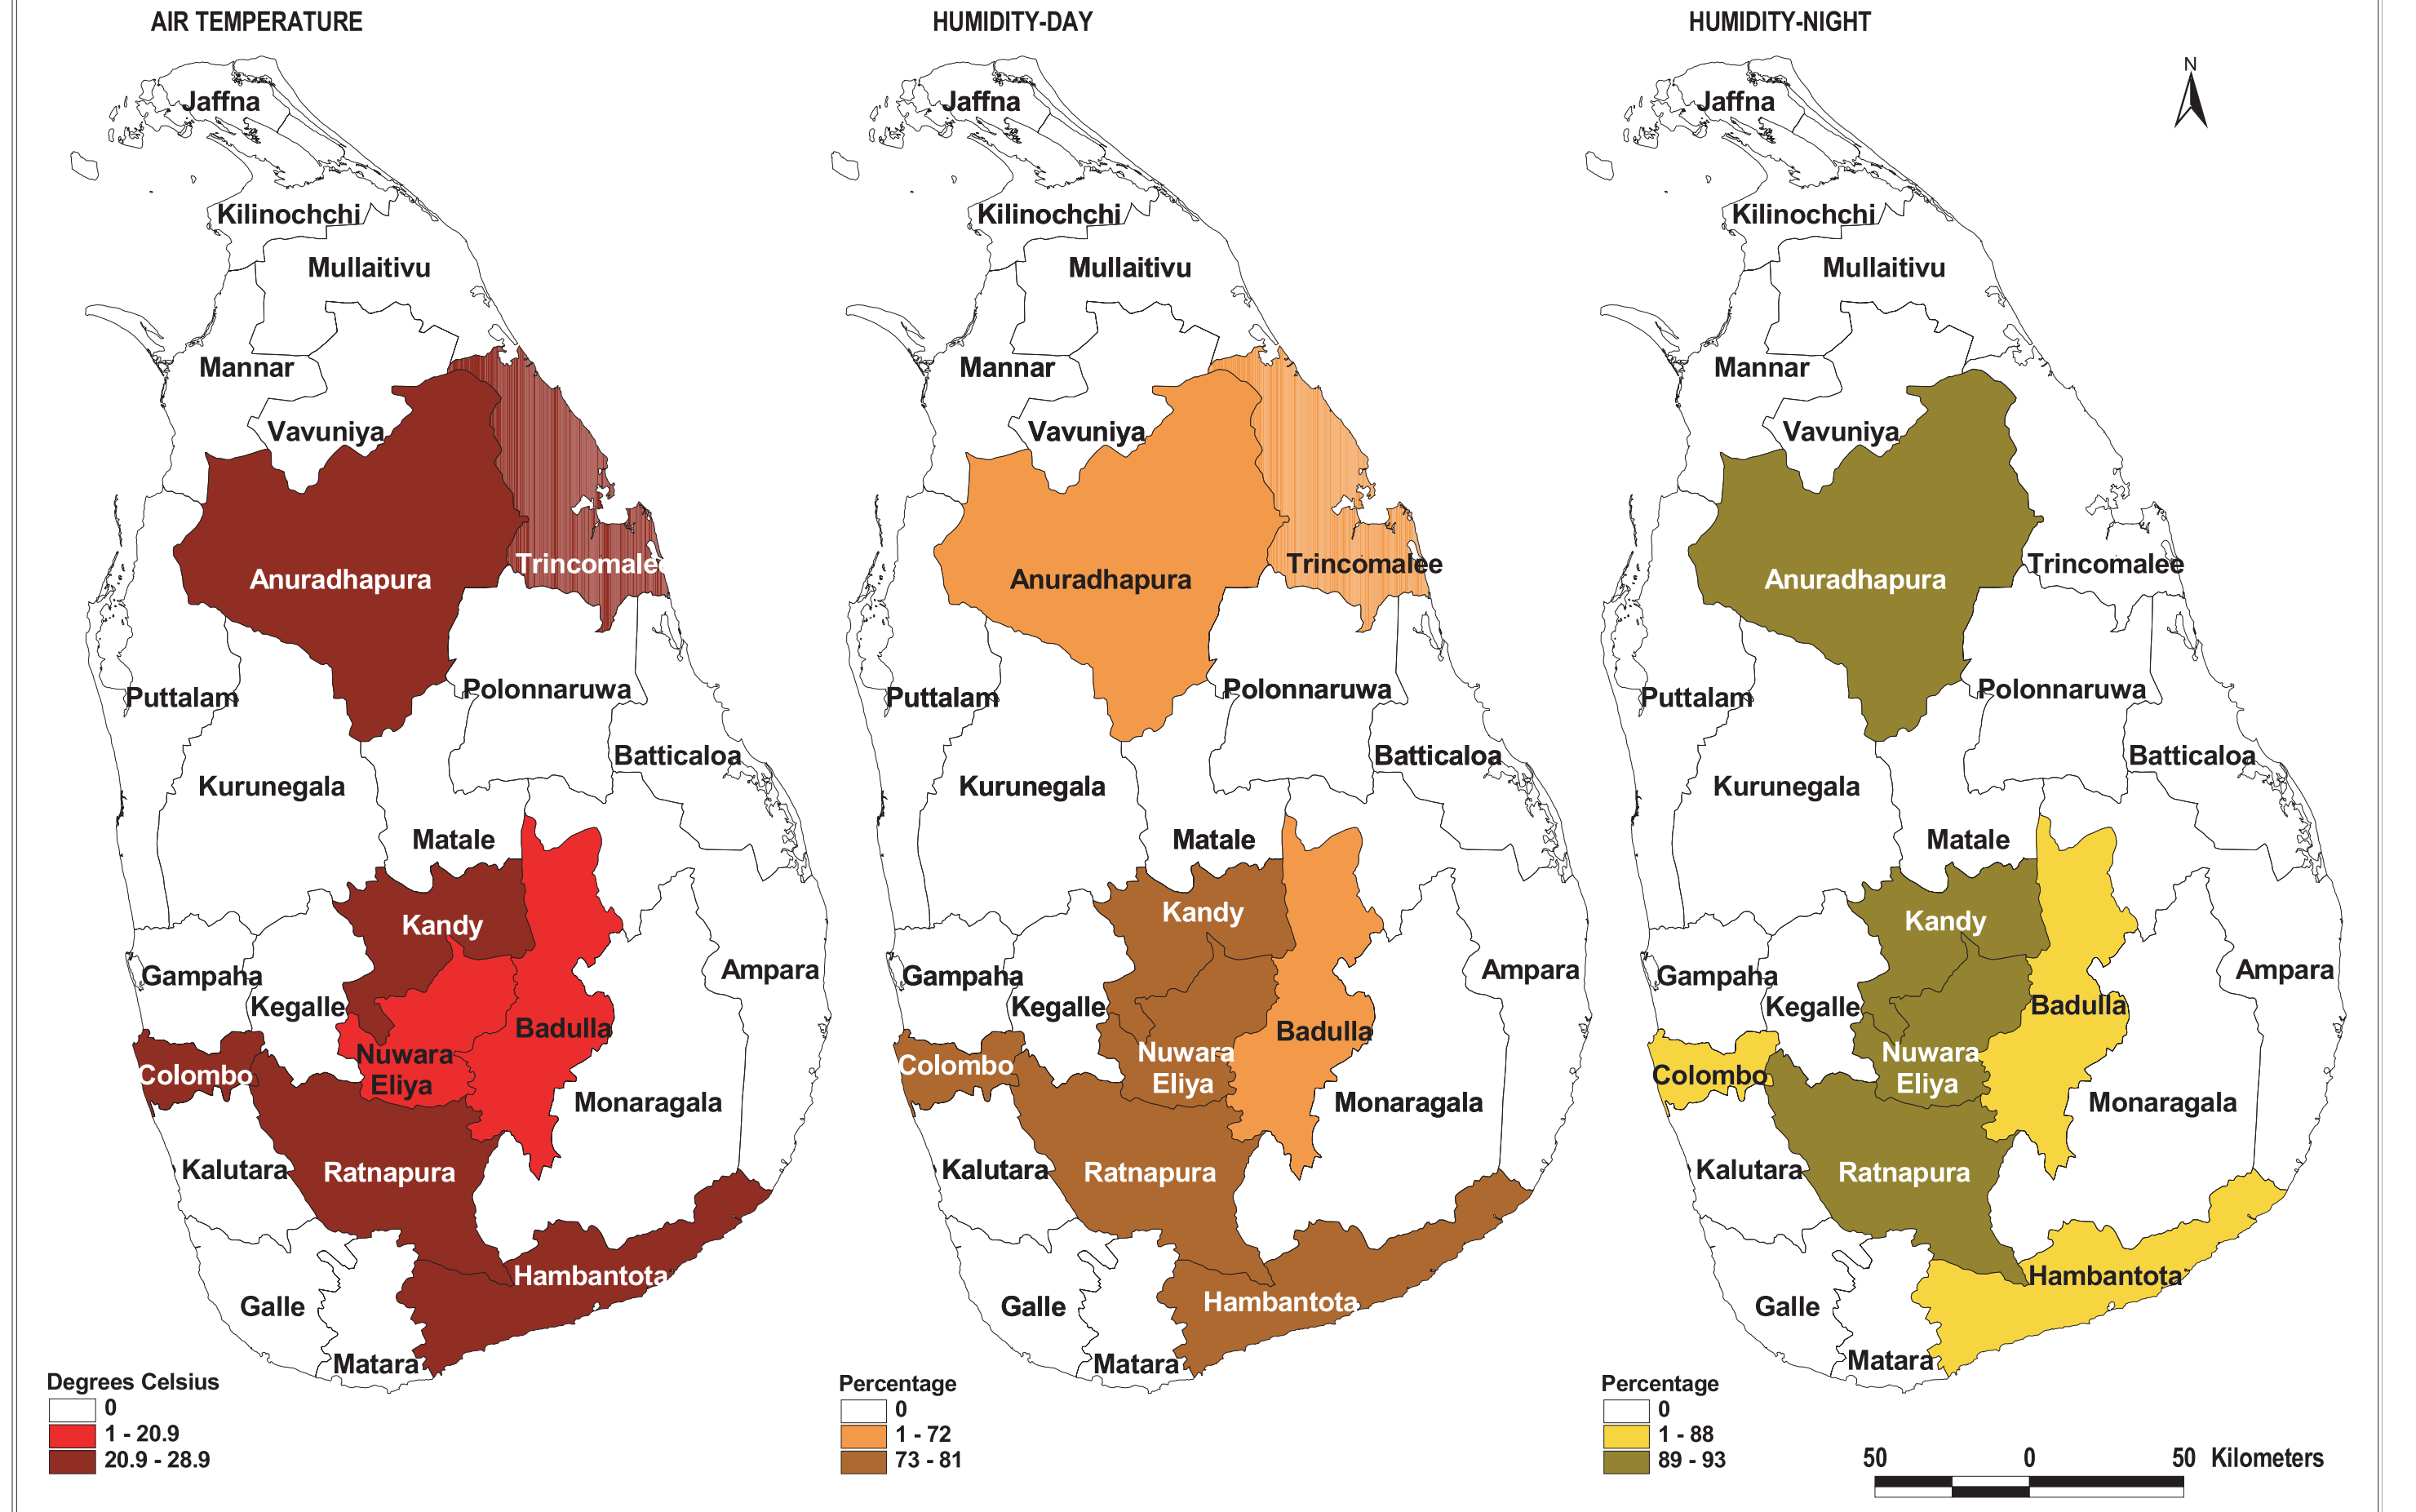 AIR TEMPERATURE
Jaffna
Kilinochchi
Mullaitivu
Mannar
Vavuniya
Trincomalee
Anuradhapura
Puttalam
Polonnaruwa
Batticaloa
Kurunegala
Matale
Kandy
Gampaha
Ampara
Kegalle
Badulla
Nuwara
Eliya
Colombo
Monaragala
Kalutara
Ratnapura
Hambantota
Galle
Matara
Degrees Celsius
0
1 - 20.9
20.9 - 28.9
HUMIDITY-DAY
Jaffna
Kilinochchi
Mullaitivu
Mannar
Vavuniya
Trincomalee
Anuradhapura
Puttalam
Polonnaruwa
Batticaloa
Kurunegala
Matale
Kandy
Gampaha
Ampara
Kegalle
Badulla
Nuwara
Eliya
Colombo
Monaragala
Kalutara
Ratnapura
Hambantota
Galle
Matara
Percentage
0
1 - 72
73 - 81
HUMIDITY-NIGHT
N
Jaffna
Kilinochchi
Mullaitivu
Mannar
Vavuniya
Trincomalee
Anuradhapura
Puttalam
Polonnaruwa
Batticaloa
Kurunegala
Matale
Kandy
Gampaha
Ampara
Kegalle
Badulla
Nuwara
Eliya
Colombo
Monaragala
Kalutara
Ratnapura
Hambantota
Galle
Matara
Percentage
0
1 - 88
89 - 93
50 0 50 Kilometers